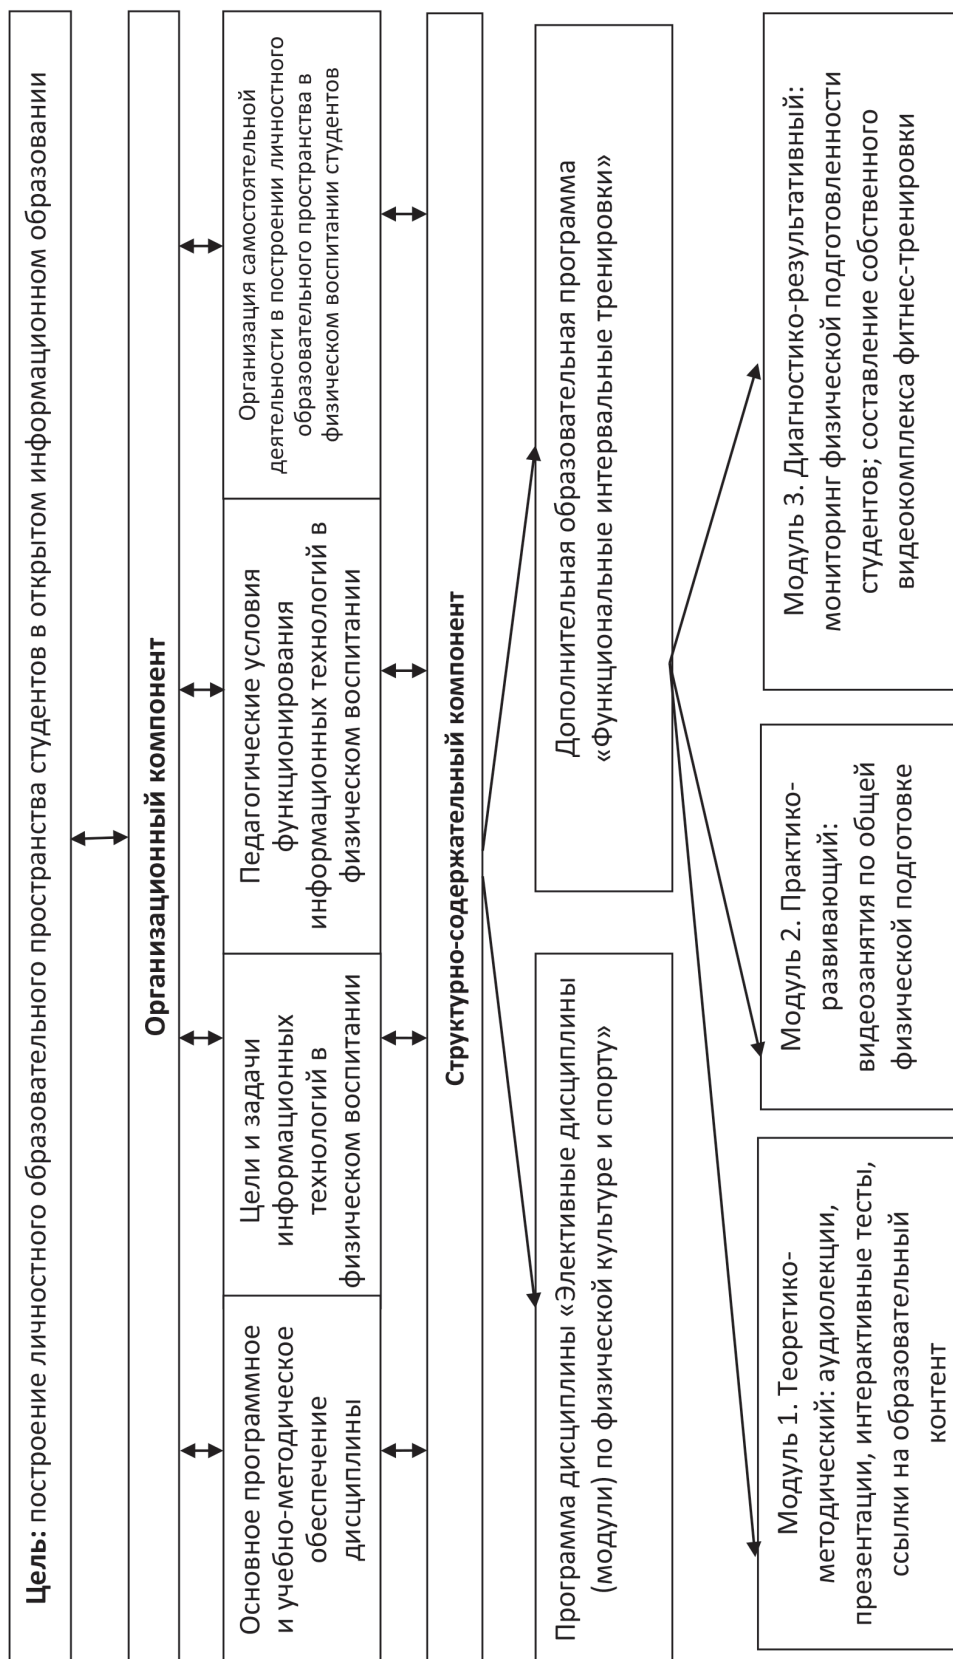 Цель: построение личностного образовательного пространства студентов в открытом информационном образовании
Организационный компонент
Основное программное
и учебно-методическое
обеспечение
дисциплины
Цели и задачи
информационных
технологий в
физическом воспитании
Педагогические условия
функционирования
информационных технологий в
физическом воспитании
Организация самостоятельной
деятельности в построении личностного
образовательного пространства в
физическом воспитании студентов
Структурно-содержательный компонент
Программа дисциплины «Элективные дисциплины
(модули) по физической культуре и спорту»
Дополнительная образовательная программа
«Функциональные интервальные тренировки»
Модуль 1. Теоретико-
методический: аудиолекции,
презентации, интерактивные тесты,
ссылки на образовательный
контент
Модуль 2. Практико-
развивающий:
видеозанятия по общей
физической подготовке
Модуль 3. Диагностико-результативный:
мониторинг физической подготовленности
студентов; составление собственного
видеокомплекса фитнес-тренировки